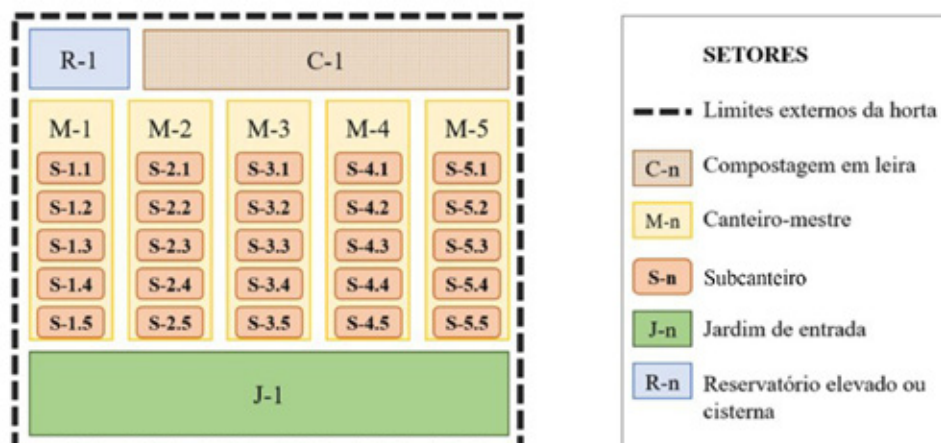 R-1
C-1
M-1 M-2 M-3 M-4 M-5
S-1.1 S-2.1 S-3.1 S-4.1 S-5.1
S-1.2 S-2.2 S-3.2 S-4.2 S-5.2
S-1.3 S-2.3 S-3.3 S-4.3 S-5.3
S-1.4 S-2.4 S-3.4 S-4.4 S-5.4
S-1.5 S-2.5 S-3.5 S-4.5 S-5.5
J-1
SETORES
Limites externos da horta
C-n Compostagem em leira
M-n Canteiro-mestre
S-n Subcanteiro
J-n Jardim de entrada
R-n Reservatório elevado ou
cisterna